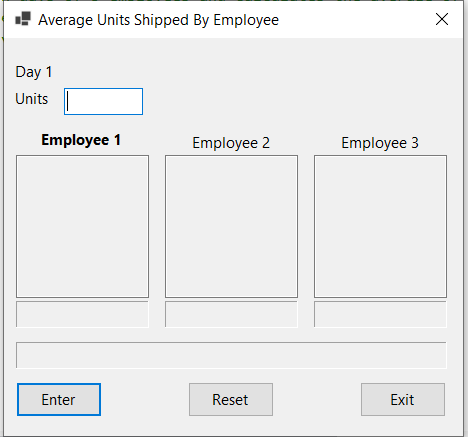 Average Units Shipped By Employee
Day 1
Units
Employee 1
Employee 2
Employee 3
Enter
Reset
Exit